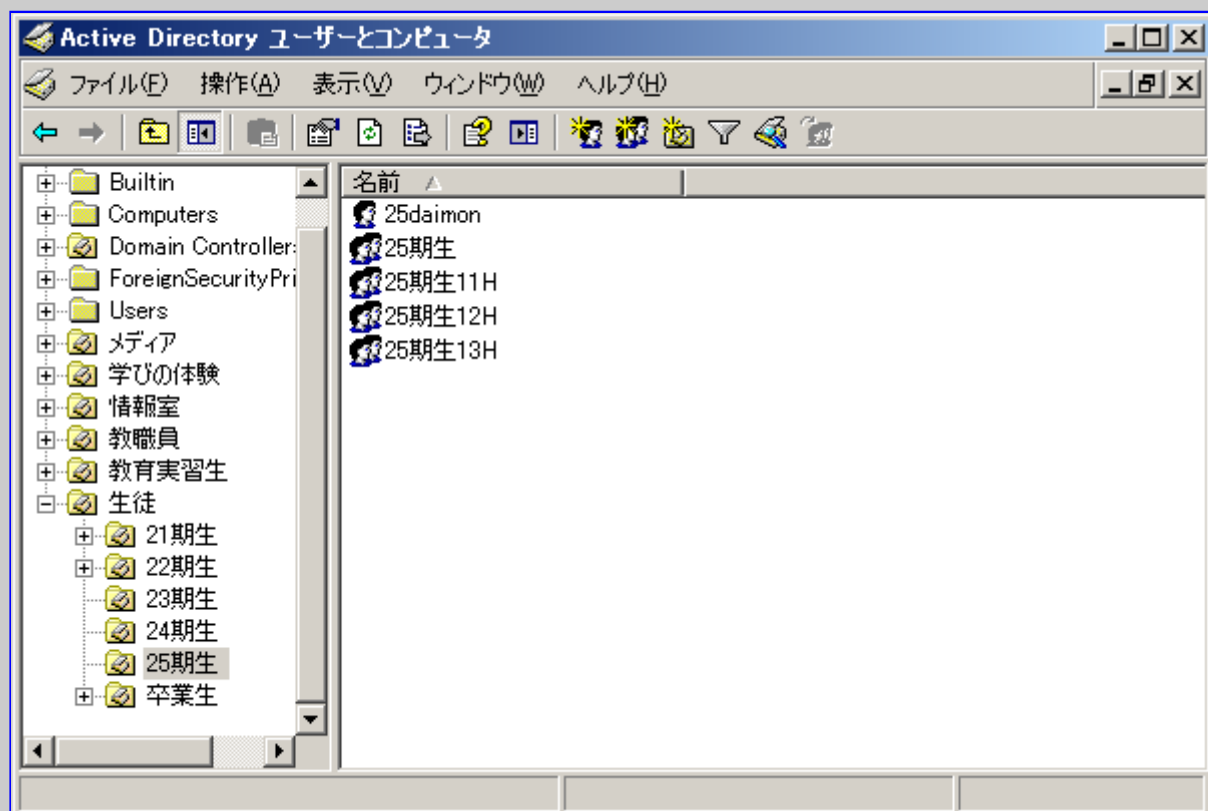 Active Directory ユーザーとコンピュータ
ファイル(F) 操作(A) 表示(V) ウィンドウ(W) ヘルプ(H)
Builtin
Computers
Domain Controllers
ForeignSecurityPri
Users
メディア
学びの体験
情報室
教職員
教育実習生
生徒
21期生
22期生
23期生
24期生
25期生
卒業生
名前
25daimon
25期生
25期生11H
25期生12H
25期生13H